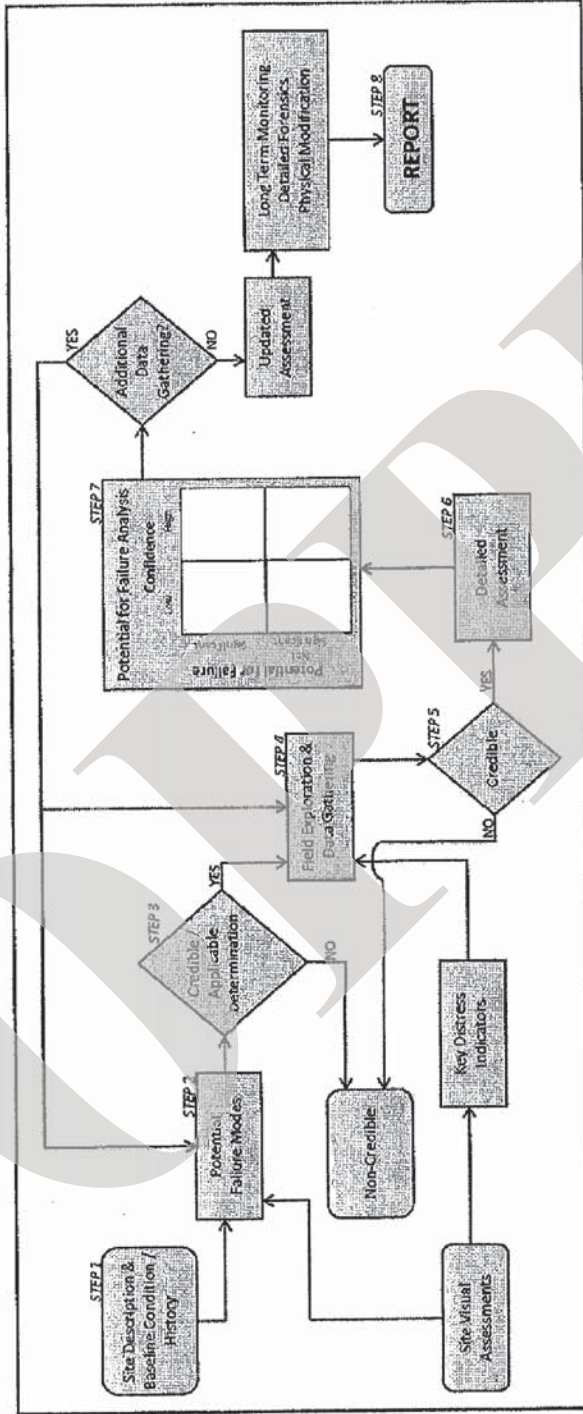 STEP 1
Site Description &
Baseline Condition /
History
STEP 2
Potential
Failure Modes
STEP 3
Credible /
Applicable
Determination
YES
NO
STEP 4
Field Exploration &
Data Gathering
Non-Credible
Site Visual
Assessments
Key Distress
Indicators
STEP 5
Credible
NO
YES
STEP 6
Detailed
Assessment
STEP 7
Potential for Failure Analysis
Confidence
Low
High
Potential for Failure
Not
Significant
Significant
Additional
Data
Gathering?
YES
NO
Updated
Assessment
Long Term Monitoring
Detailed Forensics
Physical Modification
STEP 8
REPORT